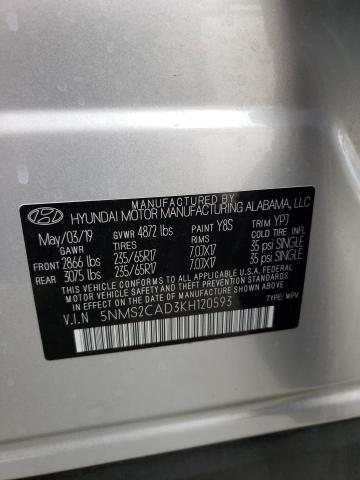 MANUFACTURED BY
HYUNDAI MOTOR MANUFACTURING ALABAMA, LLC
May/03/19 GVWR 4872 lbs PAINT Y8S TRIM YPJ
GAWR TIRES RIMS COLD TIRE INFL.
FRONT 2866 lbs 235/65R17 7.0JX17 35 psi SINGLE
REAR 3075 lbs 235/65R17 7.0JX17 35 psi SINGLE
THIS VEHICLE CONFORMS TO ALL APPLICABLE
U.S. FEDERAL MOTOR VEHICLE SAFETY, BUMPER,
AND THEFT PREVENTION STANDARDS IN EFFECT ON
THE DATE OF MANUFACTURE SHOWN ABOVE.
V.I.N 5NMS2CAD3KH120593 TYPE: MPV